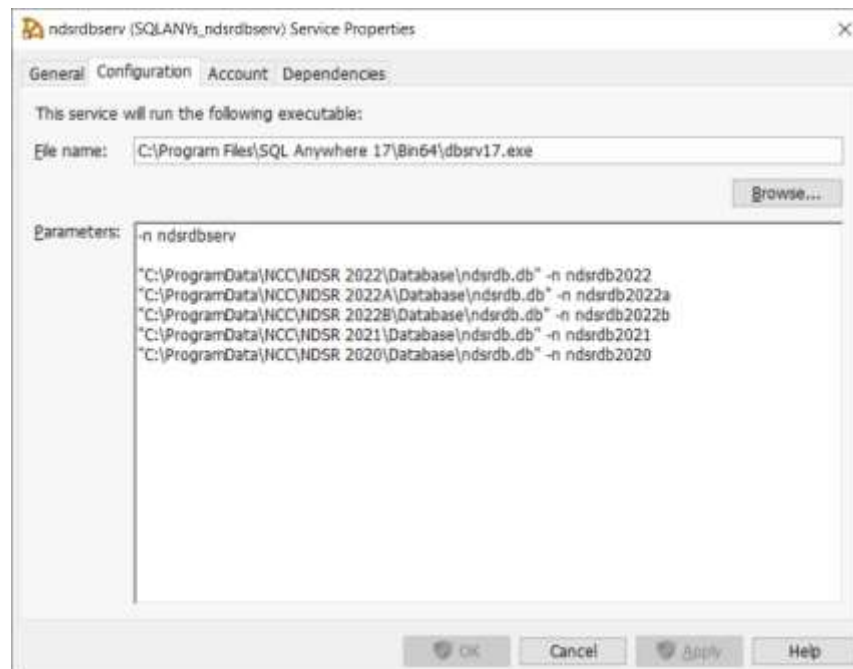 ndsrdbserv (SQLANYs_ndsrdbserv) Service Properties
General Configuration Account Dependencies
This service will run the following executable:
File name: C:\Program Files\SQL Anywhere 17\Bin64\dbsrv17.exe
Browse...
Parameters: -n ndsrdbserv
"C:\ProgramData\NCC\NDSR 2022\Database\ndsrdb.db" -n ndsrdb2022
"C:\ProgramData\NCC\NDSR 2022A\Database\ndsrdb.db" -n ndsrdb2022a
"C:\ProgramData\NCC\NDSR 2022B\Database\ndsrdb.db" -n ndsrdb2022b
"C:\ProgramData\NCC\NDSR 2021\Database\ndsrdb.db" -n ndsrdb2021
"C:\ProgramData\NCC\NDSR 2020\Database\ndsrdb.db" -n ndsrdb2020
OK Cancel Apply Help